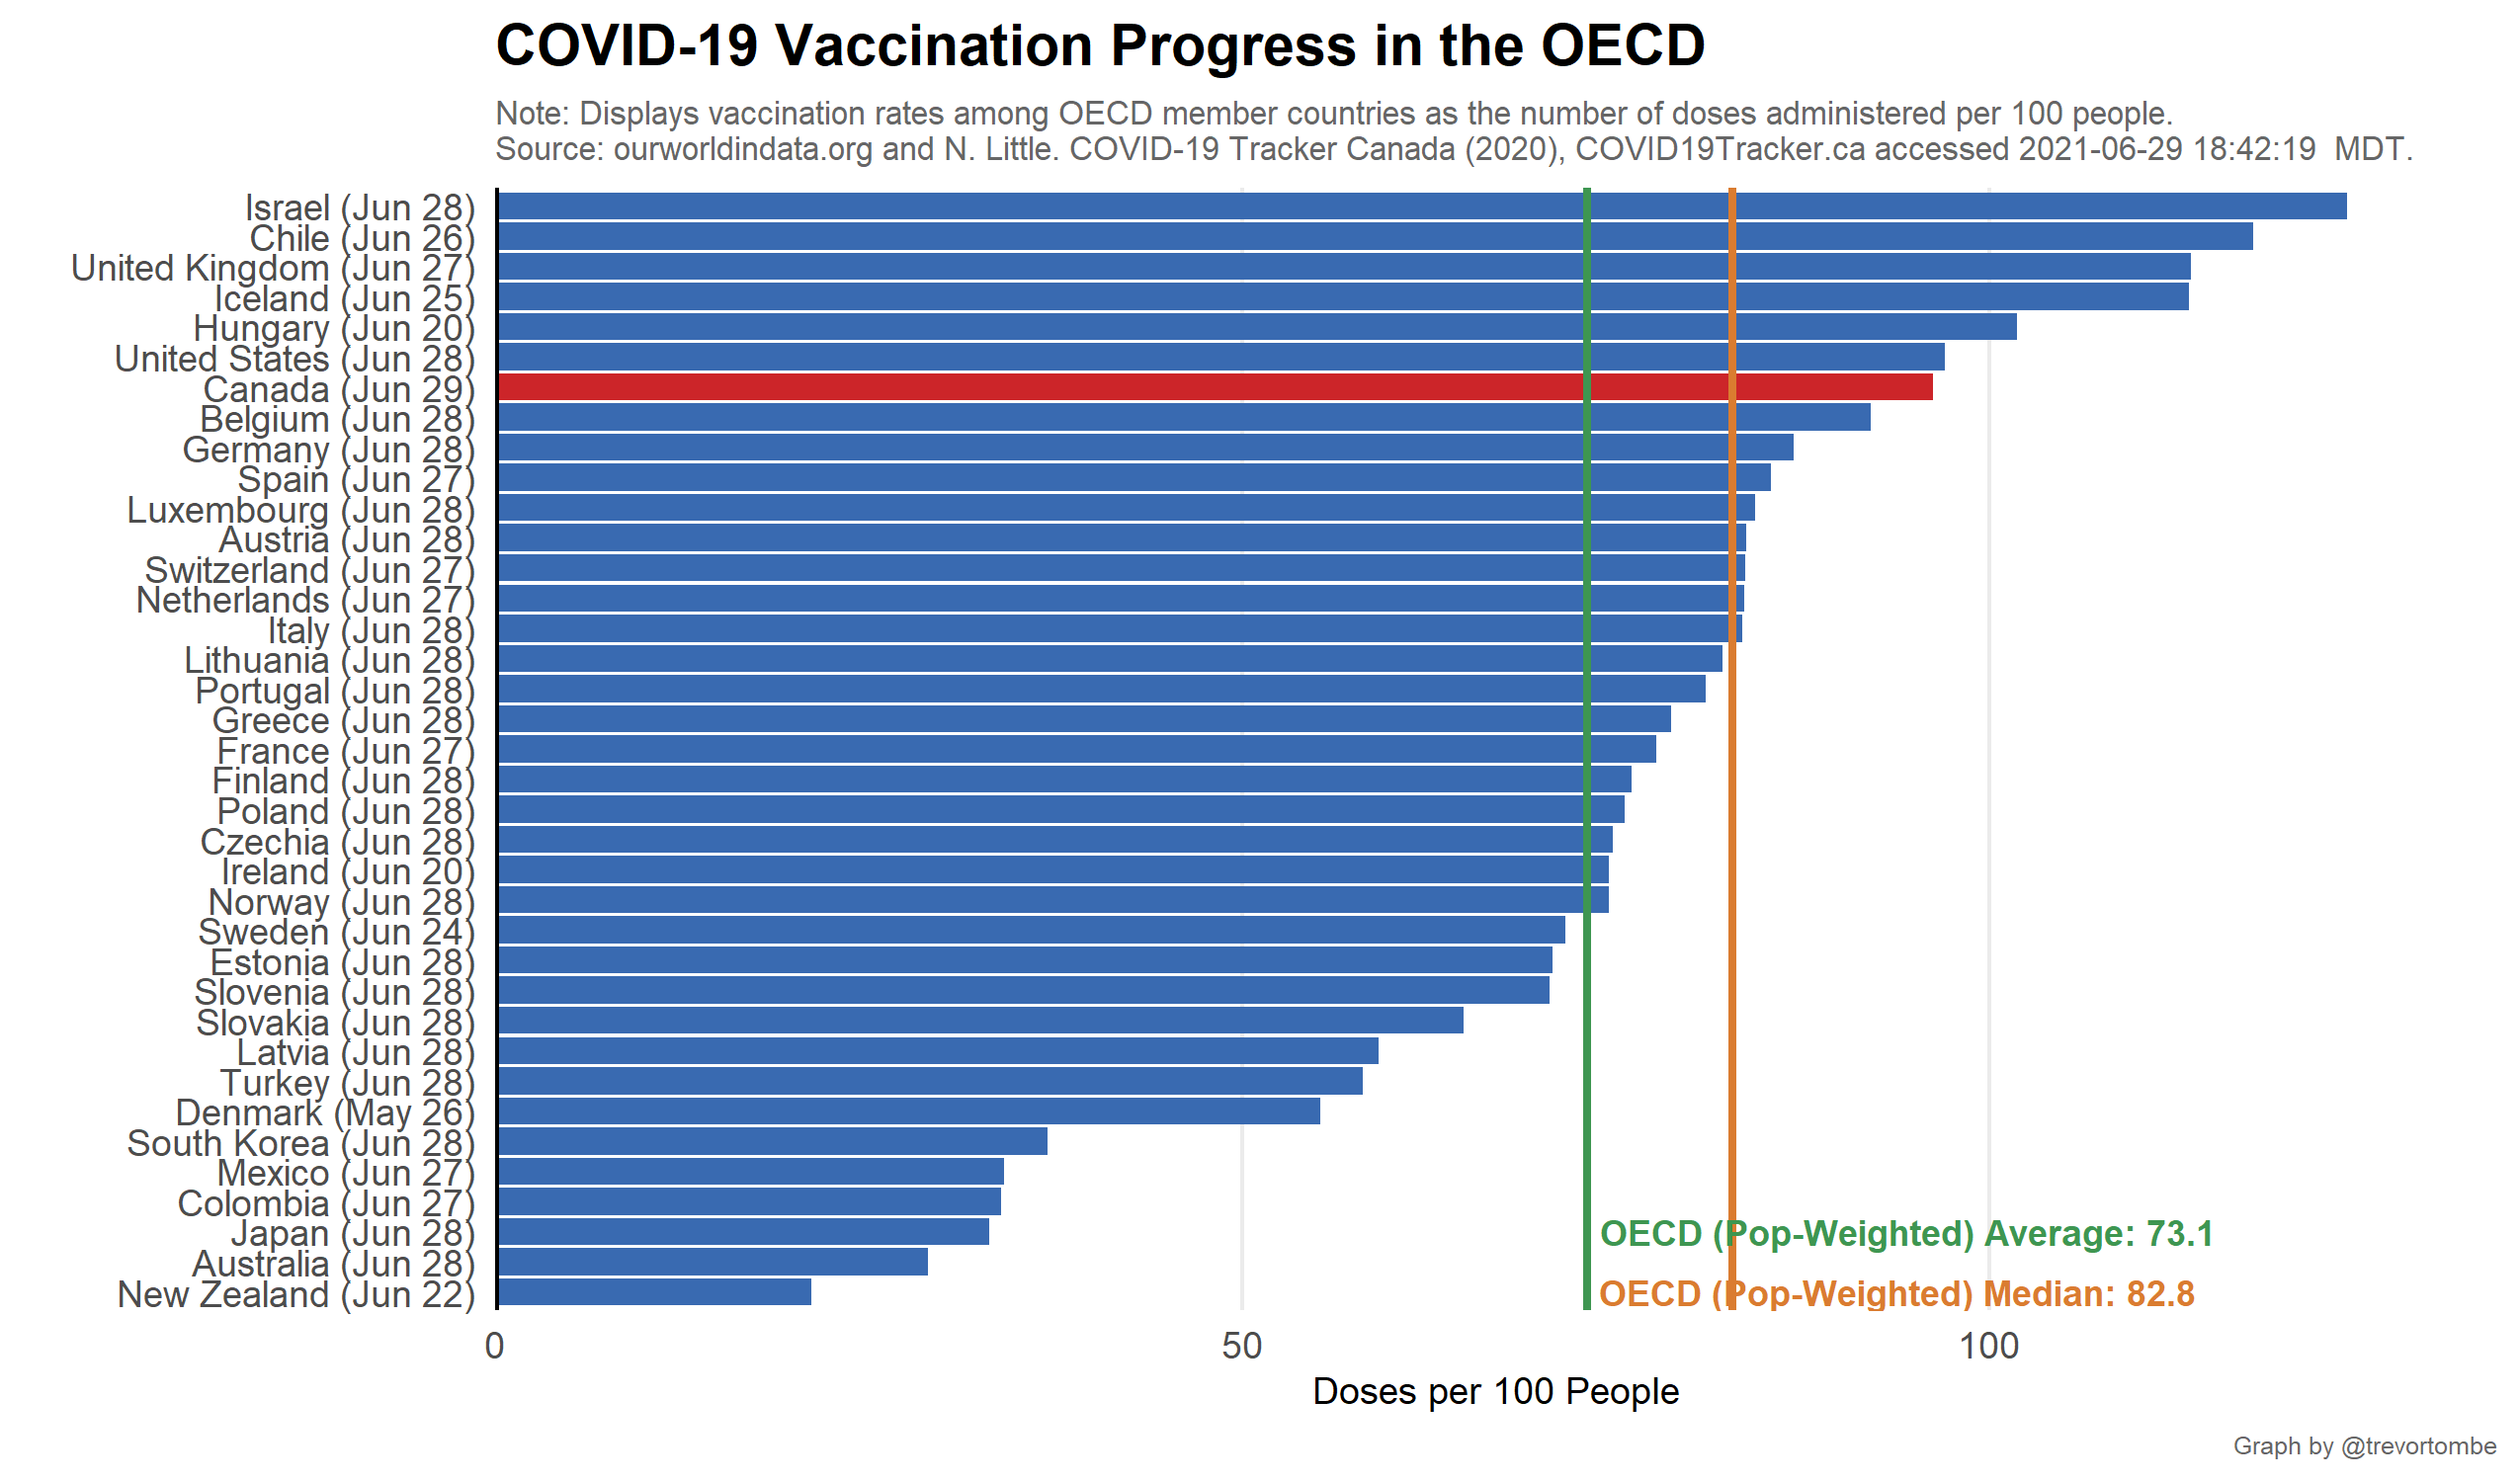 COVID-19 Vaccination Progress in the OECD
Note: Displays vaccination rates among OECD member countries as the number of doses administered per 100 people.
Source: ourworldindata.org and N. Little. COVID-19 Tracker Canada (2020), COVID19Tracker.ca accessed 2021-06-29 18:42:19  MDT.
Israel (Jun 28)
Chile (Jun 26)
United Kingdom (Jun 27)
Iceland (Jun 25)
Hungary (Jun 20)
United States (Jun 28)
Canada (Jun 29)
Belgium (Jun 28)
Germany (Jun 28)
Spain (Jun 27)
Luxembourg (Jun 28)
Austria (Jun 28)
Switzerland (Jun 27)
Netherlands (Jun 27)
Italy (Jun 28)
Lithuania (Jun 28)
Portugal (Jun 28)
Greece (Jun 28)
France (Jun 27)
Finland (Jun 28)
Poland (Jun 28)
Czechia (Jun 28)
Ireland (Jun 20)
Norway (Jun 28)
Sweden (Jun 24)
Estonia (Jun 28)
Slovenia (Jun 28)
Slovakia (Jun 28)
Latvia (Jun 28)
Turkey (Jun 28)
Denmark (May 26)
South Korea (Jun 28)
Mexico (Jun 27)
Colombia (Jun 27)
Japan (Jun 28)
OECD (Pop-Weighted) Average: 73.1
Australia (Jun 28)
New Zealand (Jun 22)
OECD (Pop-Weighted) Median: 82.8
0 50 100
Doses per 100 People
Graph by @trevortombe